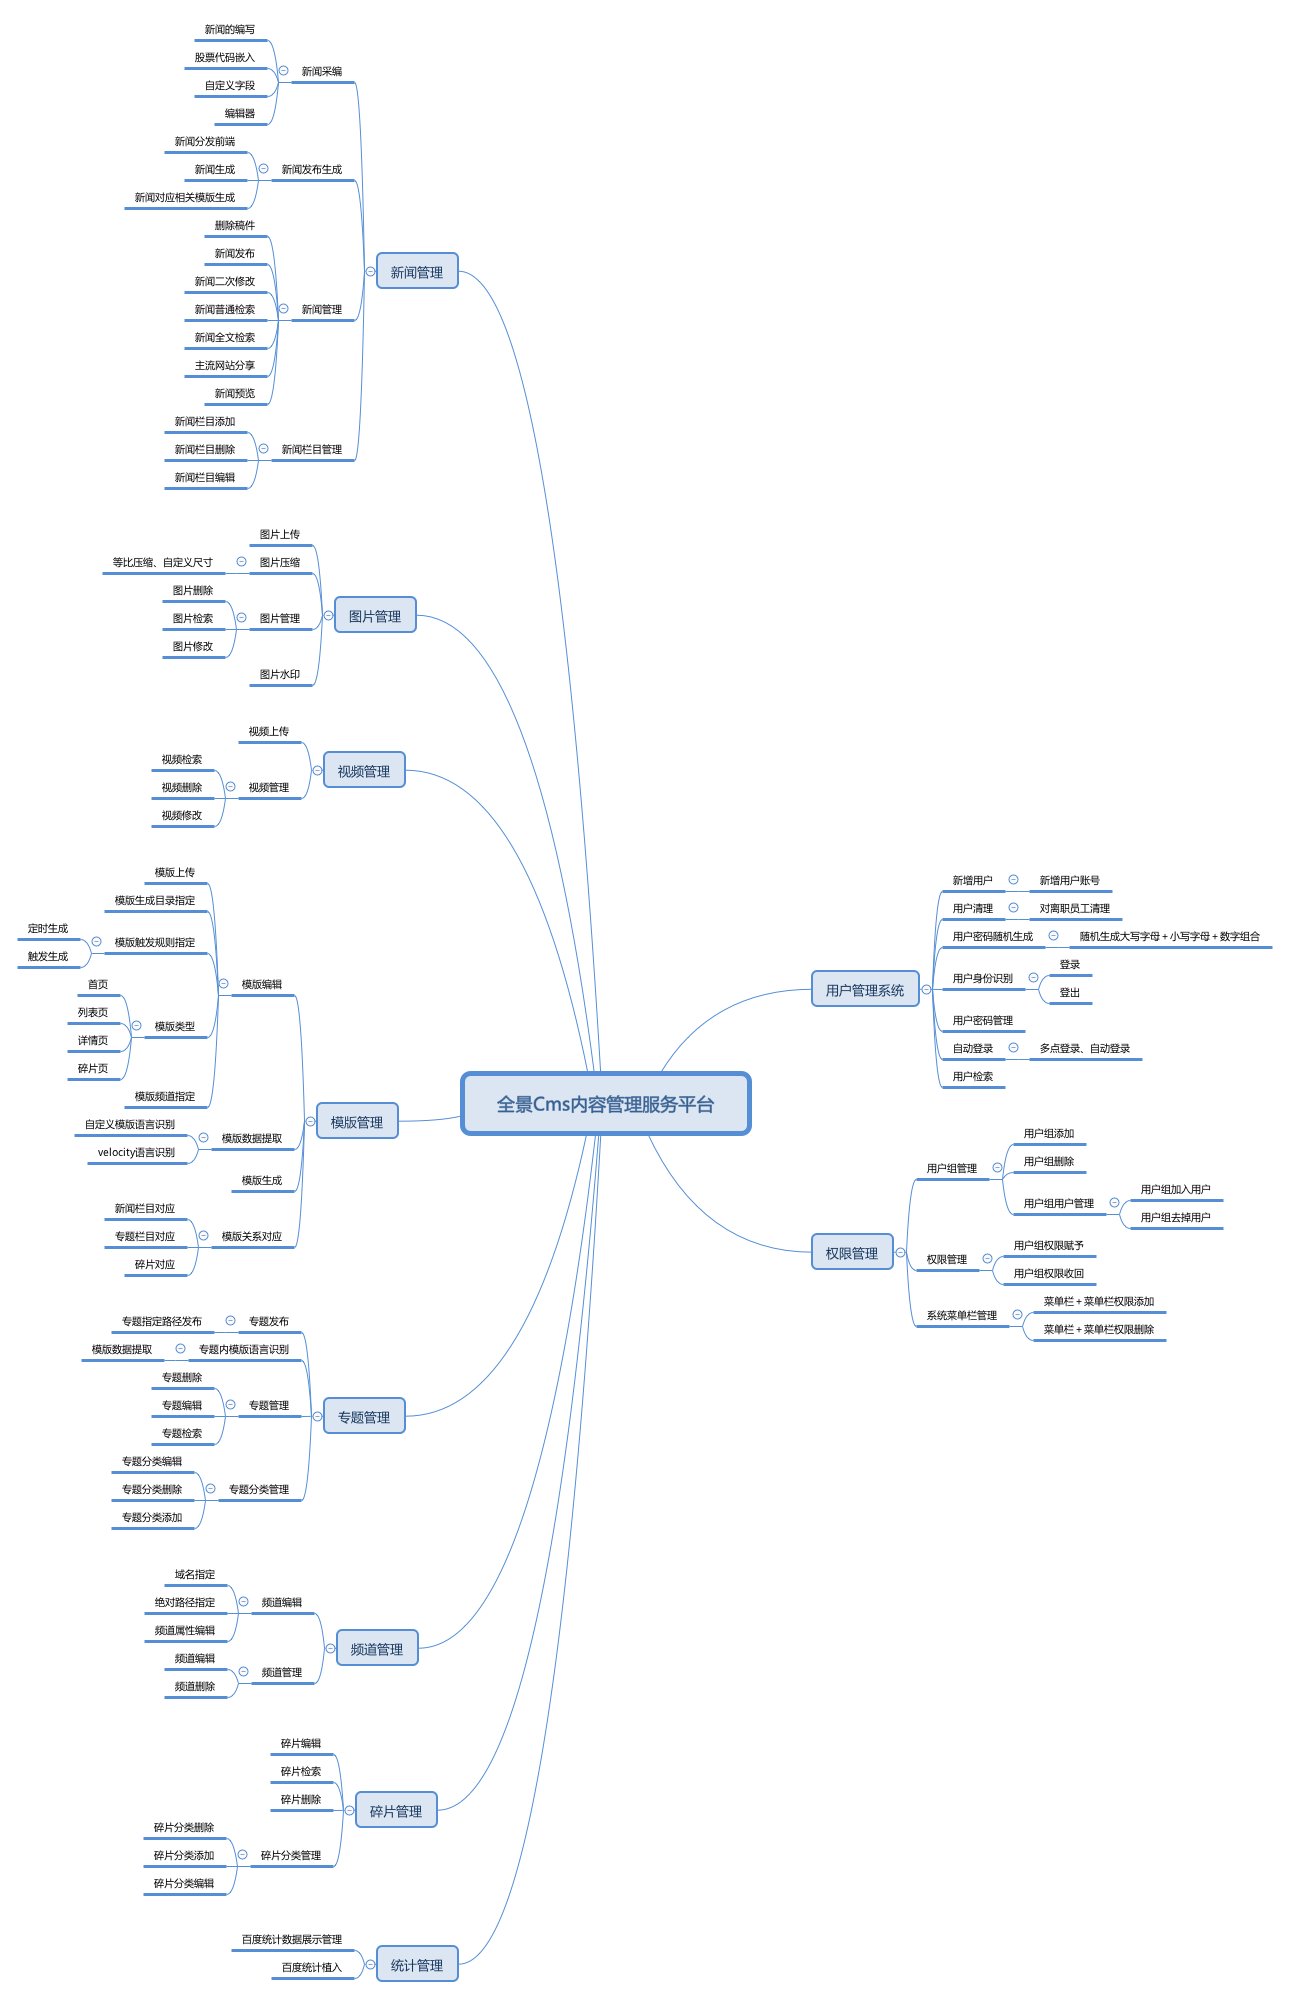 全景Cms内容管理服务平台
新闻管理
新闻采编
新闻的编写
股票代码嵌入
自定义字段
编辑器
新闻发布生成
新闻分发前端
新闻生成
新闻对应相关模版生成
新闻管理
删除稿件
新闻发布
新闻二次修改
新闻普通检索
新闻全文检索
主流网站分享
新闻预览
新闻栏目管理
新闻栏目添加
新闻栏目删除
新闻栏目编辑
图片管理
图片上传
图片压缩
等比压缩、自定义尺寸
图片管理
图片删除
图片检索
图片修改
图片水印
视频管理
视频上传
视频管理
视频检索
视频删除
视频修改
模版管理
模版编辑
模版上传
模版生成目录指定
模版触发规则指定
定时生成
触发生成
模版类型
首页
列表页
详情页
碎片页
模版频道指定
模版数据提取
自定义模版语言识别
velocity语言识别
模版生成
模版关系对应
新闻栏目对应
专题栏目对应
碎片对应
专题管理
专题发布
专题指定路径发布
专题内模版语言识别
模版数据提取
专题管理
专题删除
专题编辑
专题检索
专题分类管理
专题分类编辑
专题分类删除
专题分类添加
频道管理
频道编辑
域名指定
绝对路径指定
频道属性编辑
频道管理
频道编辑
频道删除
碎片管理
碎片编辑
碎片检索
碎片删除
碎片分类管理
碎片分类删除
碎片分类添加
碎片分类编辑
统计管理
百度统计数据展示管理
百度统计植入
用户管理系统
新增用户
新增用户账号
用户清理
对离职员工清理
用户密码随机生成
随机生成大写字母 + 小写字母 + 数字组合
用户身份识别
登录
登出
用户密码管理
自动登录
多点登录、自动登录
用户检索
权限管理
用户组管理
用户组添加
用户组删除
用户组用户管理
用户组加入用户
用户组去掉用户
权限管理
用户组权限赋予
用户组权限收回
系统菜单栏管理
菜单栏 + 菜单栏权限添加
菜单栏 + 菜单栏权限删除